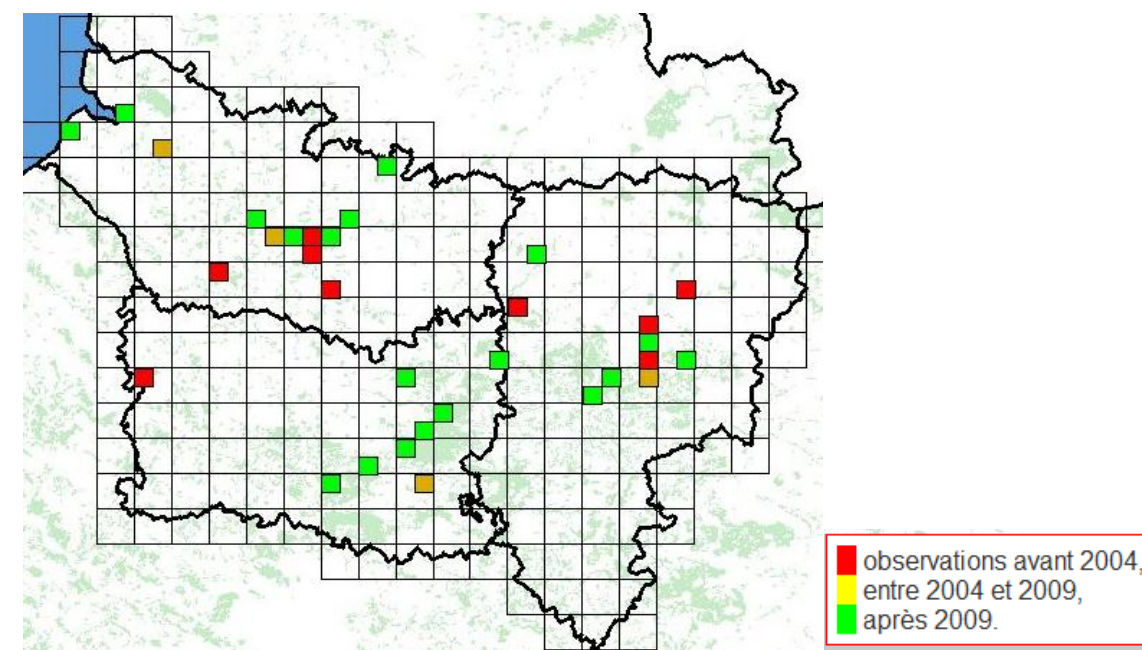 observations avant 2004,
entre 2004 et 2009,
après 2009.